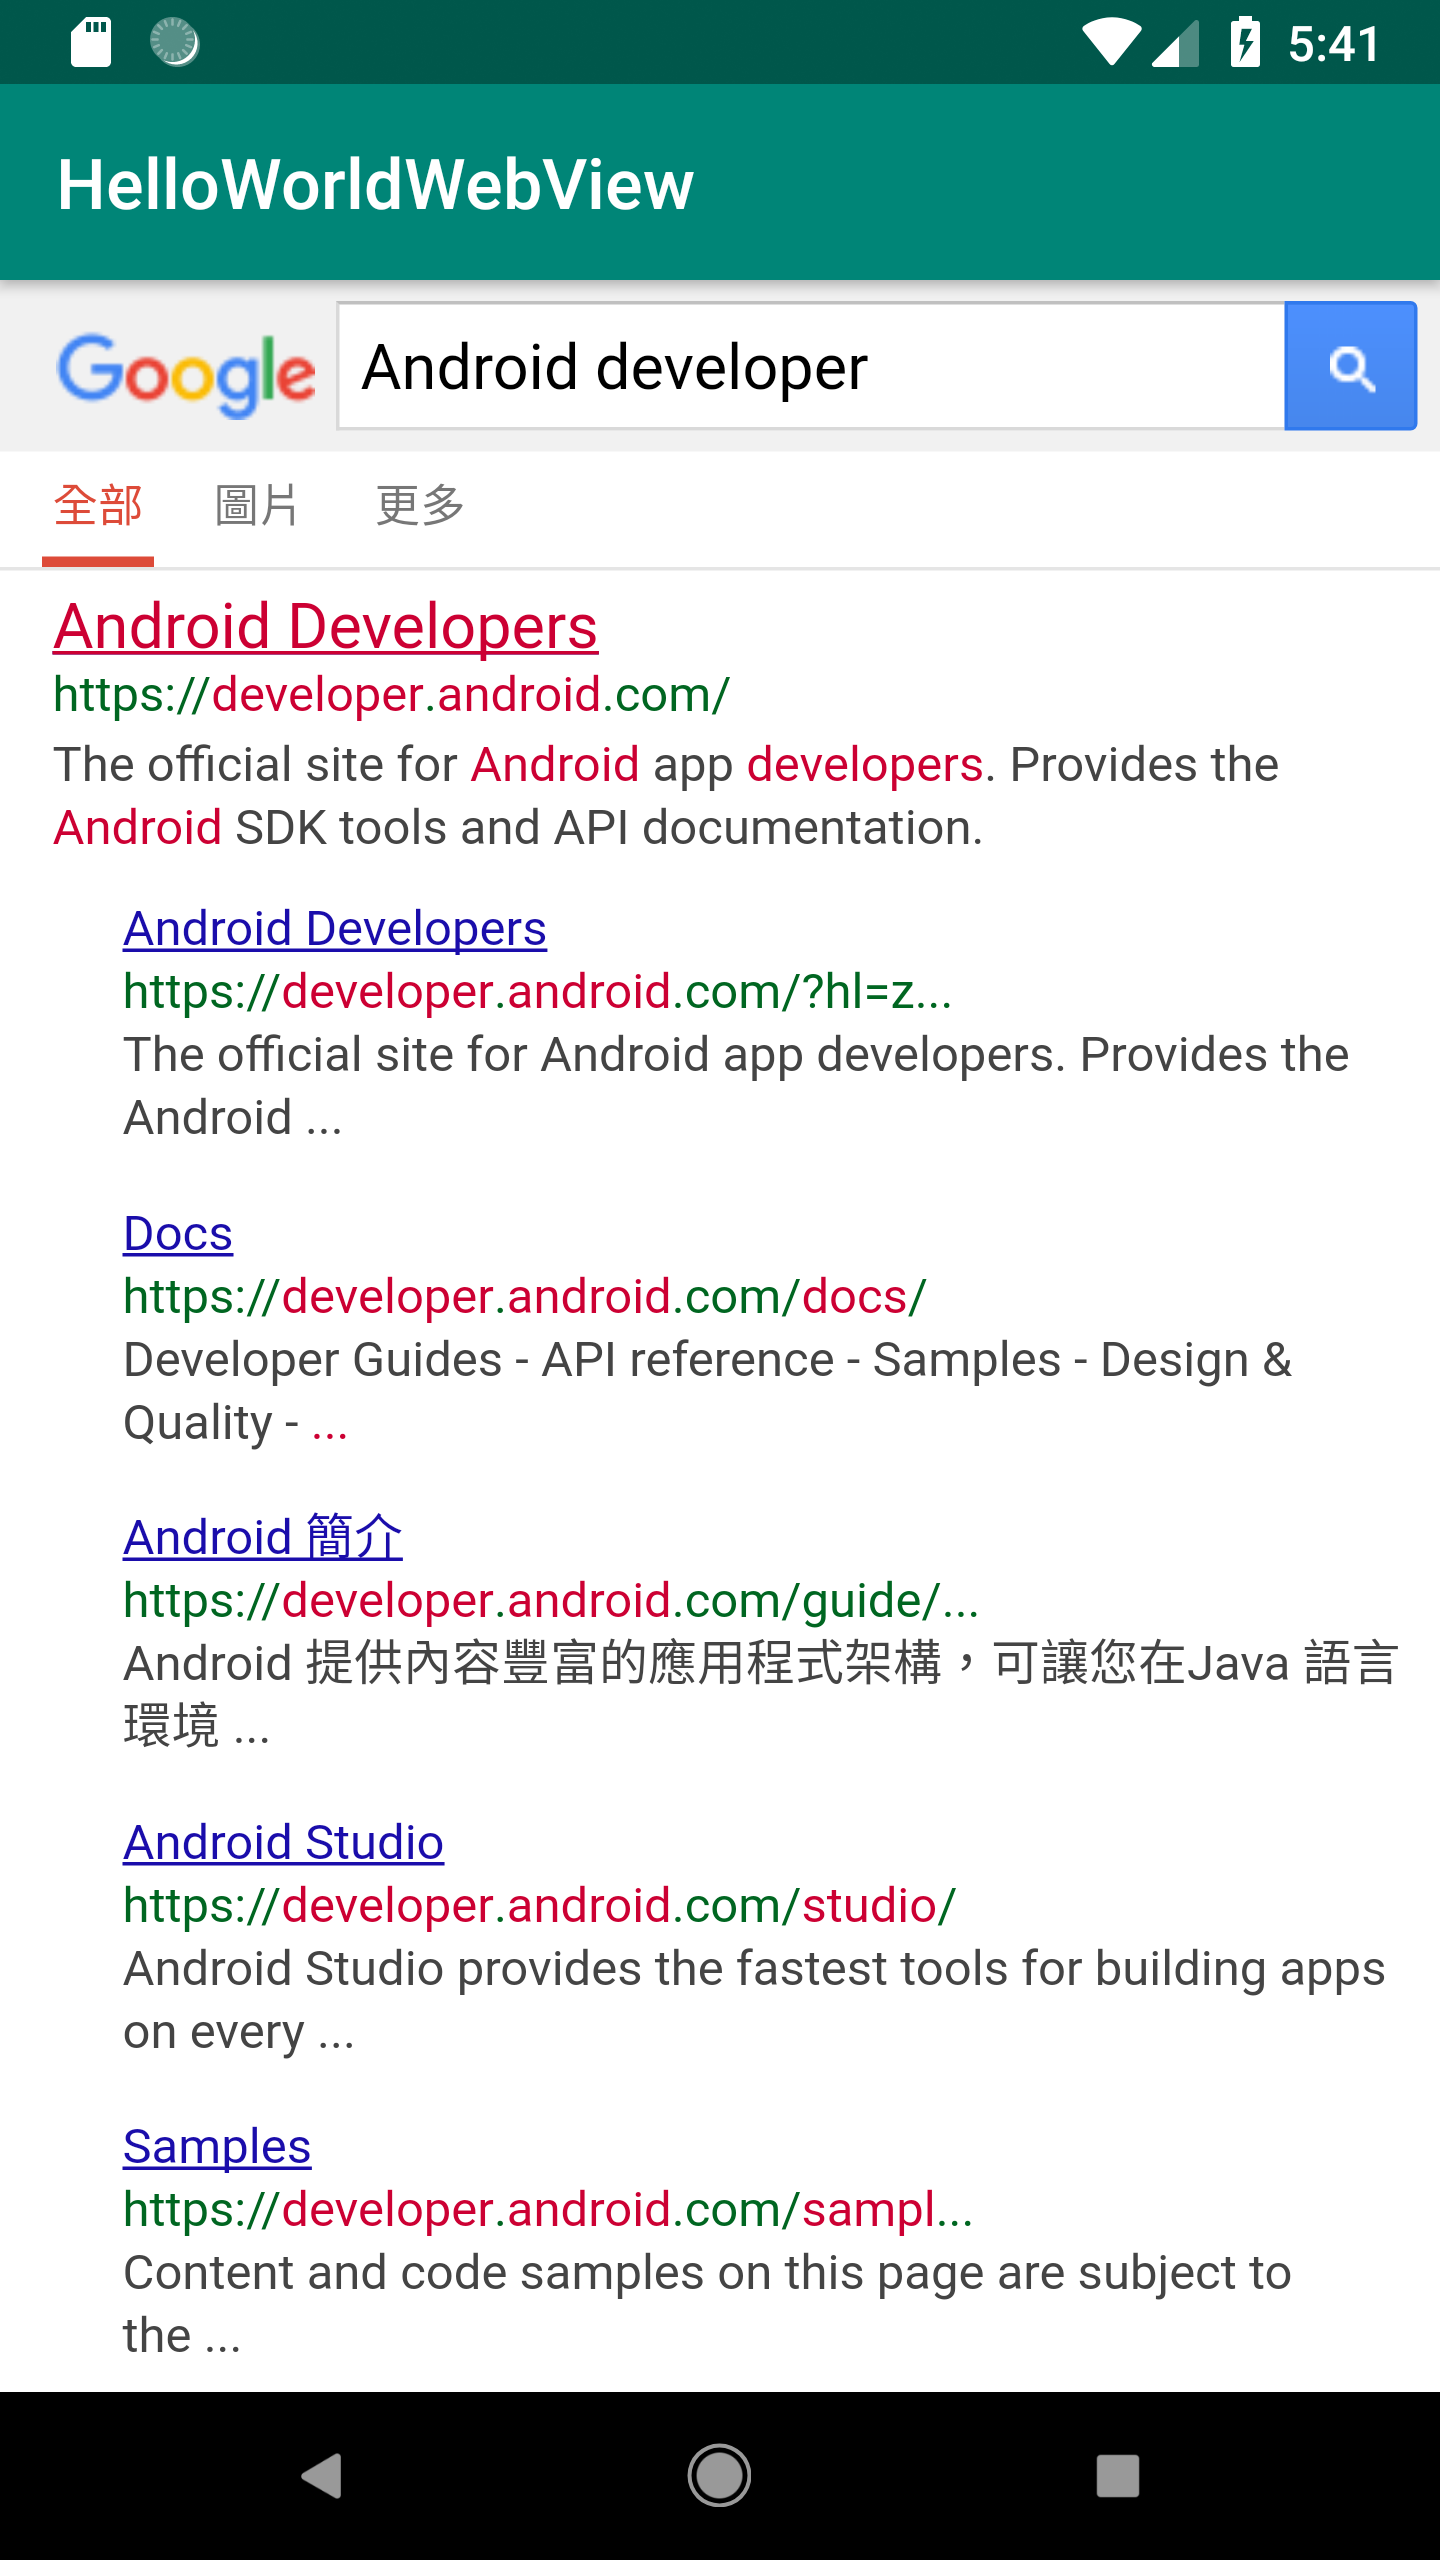 5:41
HelloWorldWebView
Google
Android developer
全部 圖片 更多
Android Developers
https://developer.android.com/
The official site for Android app developers. Provides the
Android SDK tools and API documentation.
Android Developers
https://developer.android.com/?hl=z...
The official site for Android app developers. Provides the
Android ...
Docs
https://developer.android.com/docs/
Developer Guides - API reference - Samples - Design &
Quality - ...
Android 簡介
https://developer.android.com/guide/...
Android 提供內容豐富的應用程式架構，可讓您在Java 語言
環境 ...
Android Studio
https://developer.android.com/studio/
Android Studio provides the fastest tools for building apps
on every ...
Samples
https://developer.android.com/sampl...
Content and code samples on this page are subject to
the ...